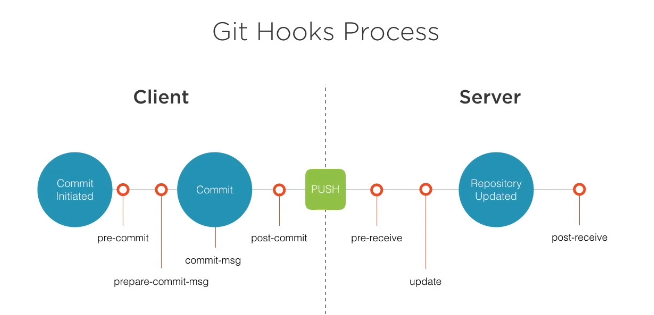 Git Hooks Process
Client
Server
Commit
Initiated
Commit
PUSH
Repository
Updated
pre-commit
post-commit
pre-receive
post-receive
commit-msg
prepare-commit-msg
update